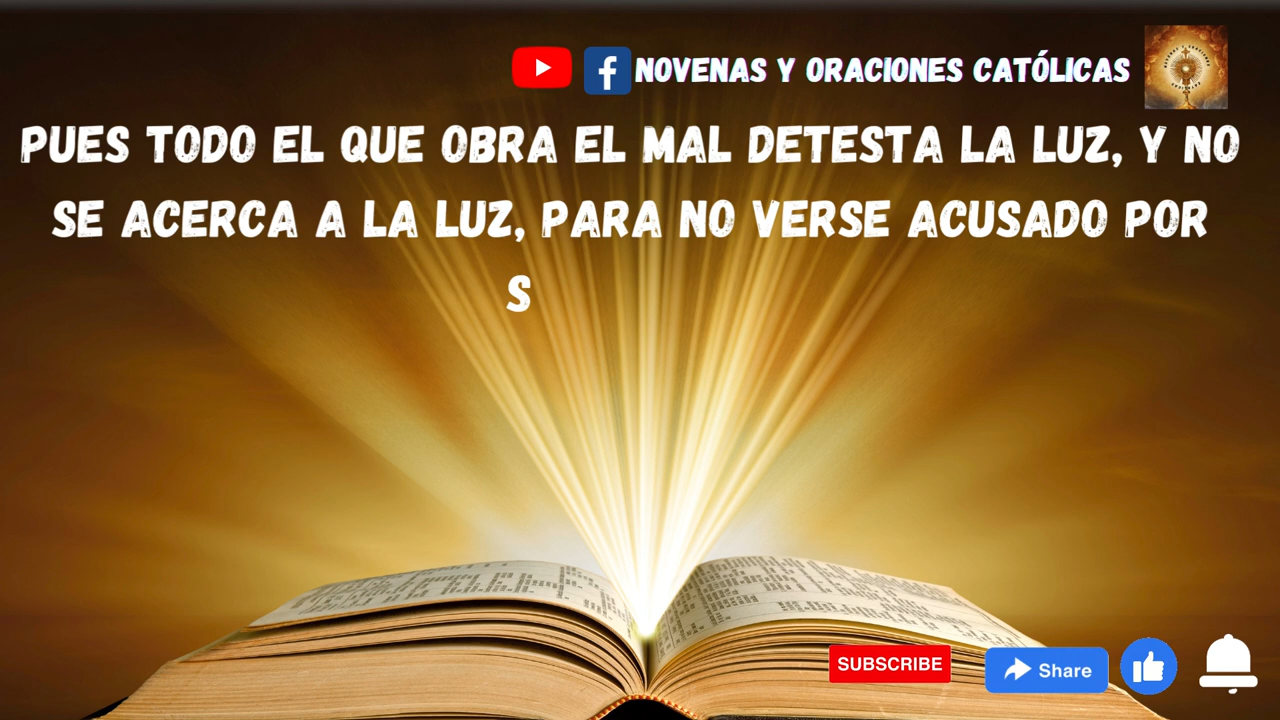 NOVENAS Y ORACIONES CATÓLICAS
PUES TODO EL QUE OBRA EL MAL DETESTA LA LUZ, Y NO
SE ACERCA A LA LUZ, PARA NO VERSE ACUSADO POR
S
SUBSCRIBE
Share